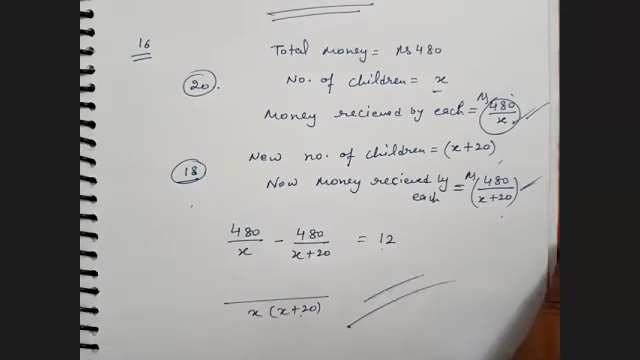 16
Total money = Rs 480
20.
No. of children = x
Money recieved by each = Rs 480/x
New no. of children = (x+20)
18
Now money recieved by each = Rs (480/x+20)
480/x - 480/x+20 = 12
x (x+20)